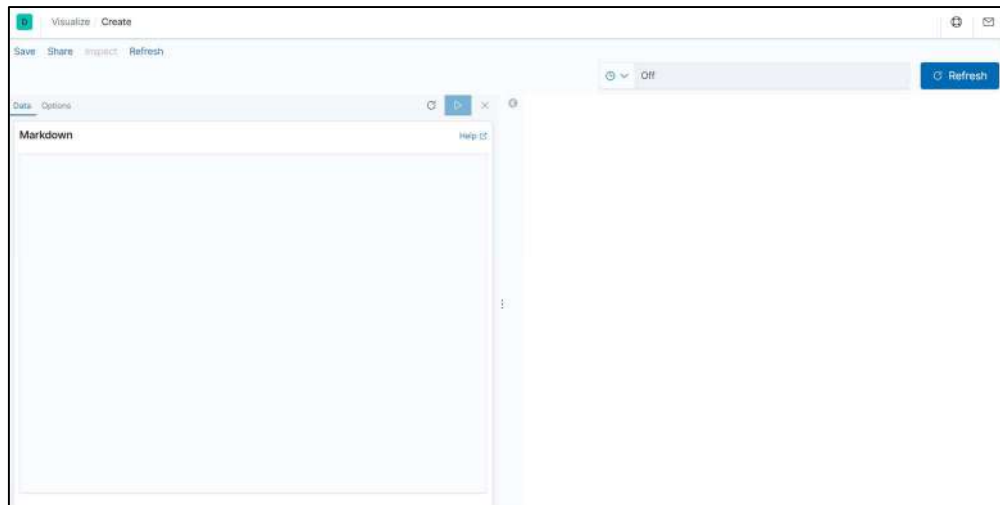 D Visualize Create
Save Share Inspect Refresh
Off Refresh
Data Options
Markdown Help